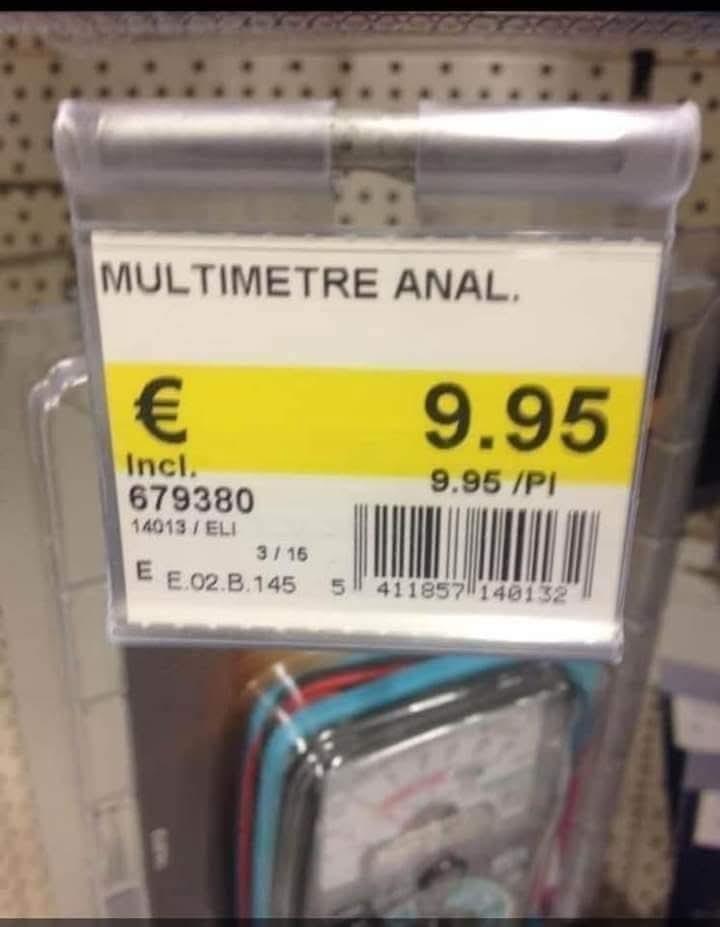 MULTIMETRE ANAL.
€ 9.95
Incl. 9.95 /PI
679380
14013 / ELI
3 / 16
E E.02.B.145
5 411857 140132